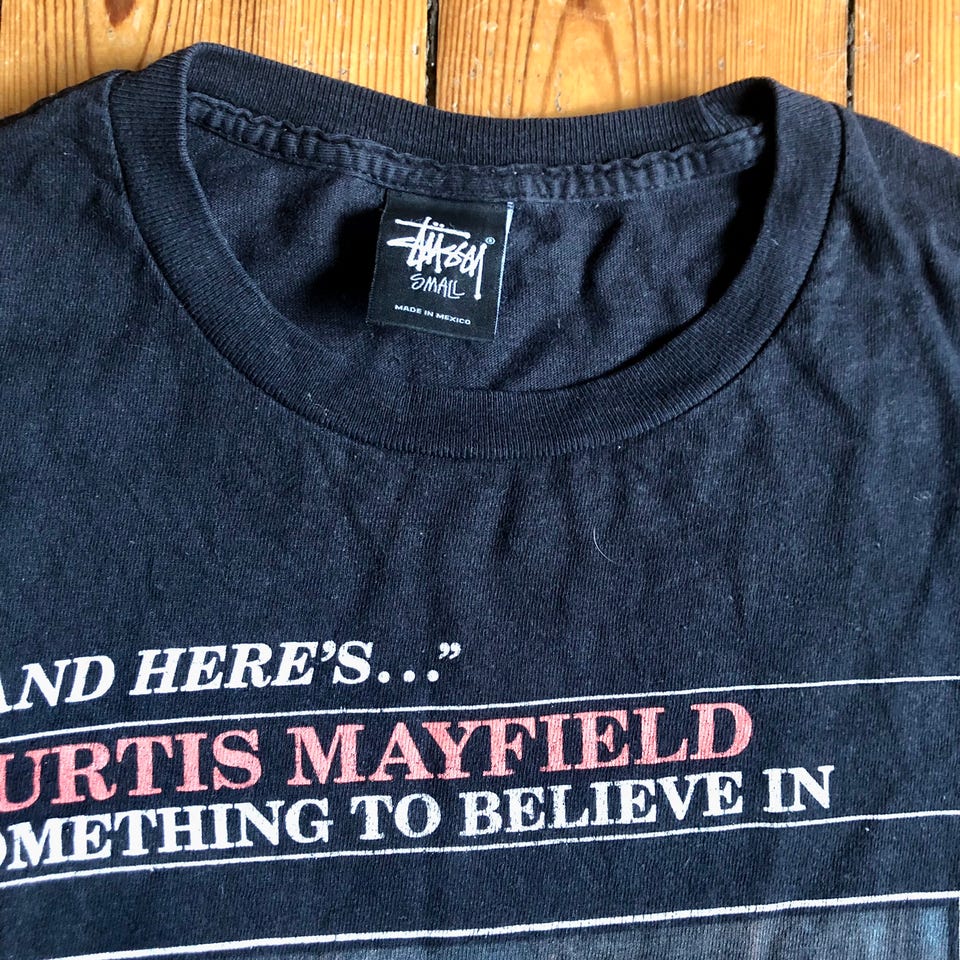 Stüssy®
SMALL
MADE IN MEXICO
AND HERE'S..."
URTIS MAYFIELD
OMETHING TO BELIEVE IN